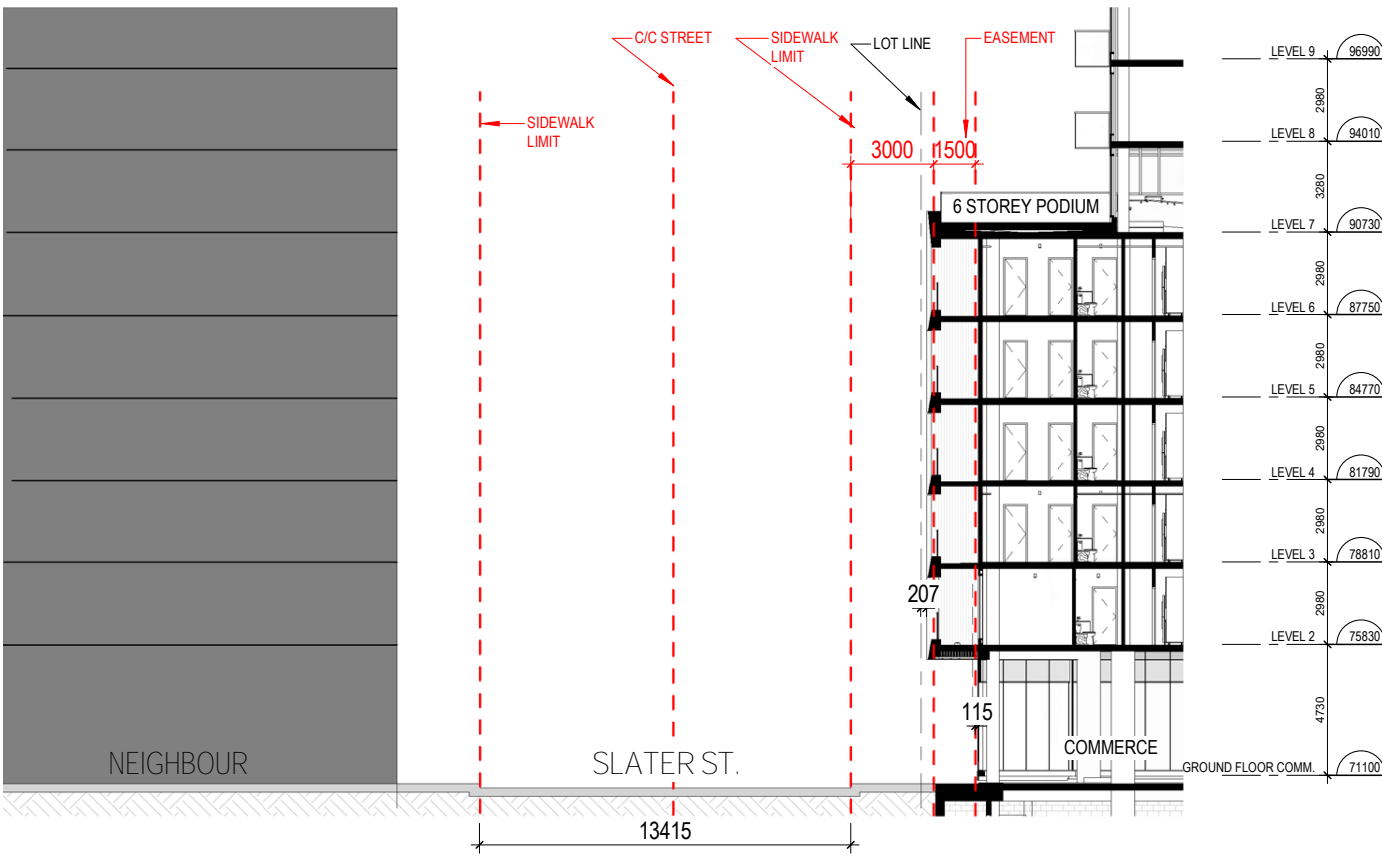 C/C STREET
SIDEWALK
LIMIT
LOT LINE
EASEMENT
SIDEWALK
LIMIT
3000
1500
6 STOREY PODIUM
LEVEL 9 96990
2980
LEVEL 8 94010
3280
LEVEL 7 90730
2980
LEVEL 6 87750
2980
LEVEL 5 84770
2980
LEVEL 4 81790
2980
LEVEL 3 78810
207
2980
LEVEL 2 75830
115
4730
COMMERCE
NEIGHBOUR
SLATER ST.
GROUND FLOOR COMM. 71100
13415